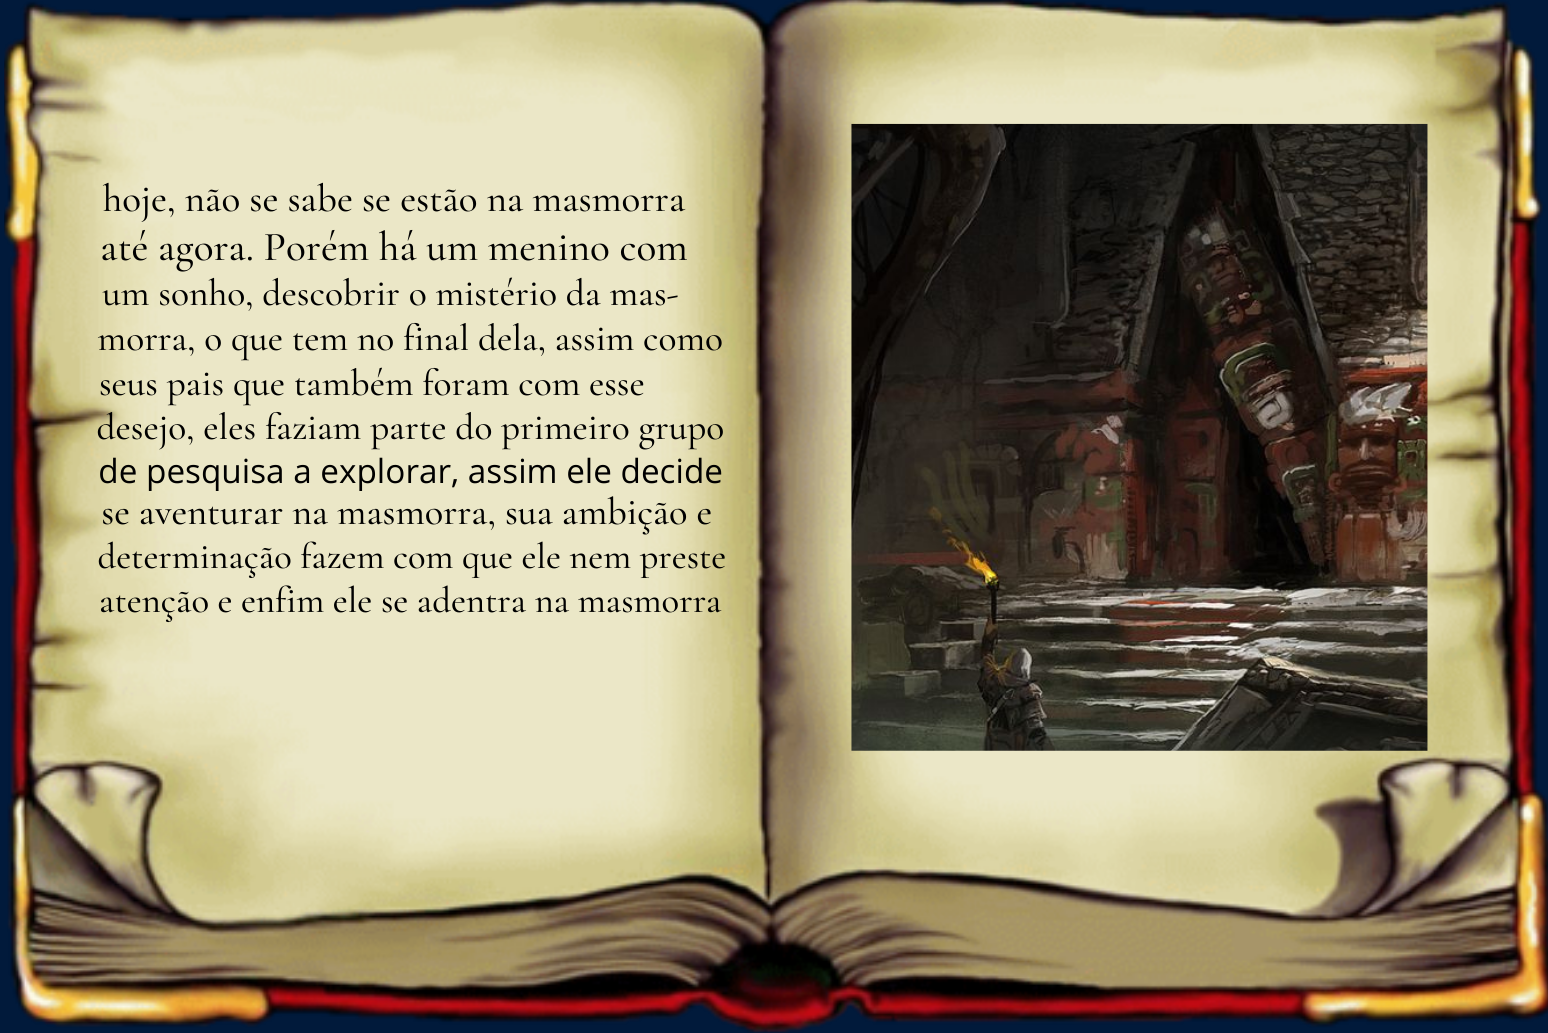 hoje, não se sabe se estão na masmorra
até agora. Porém há um menino com
um sonho, descobrir o mistério da mas-
morra, o que tem no final dela, assim como
seus pais que também foram com esse
desejo, eles faziam parte do primeiro grupo
de pesquisa a explorar, assim ele decide
se aventurar na masmorra, sua ambição e
determinação fazem com que ele nem preste
atenção e enfim ele se adentra na masmorra